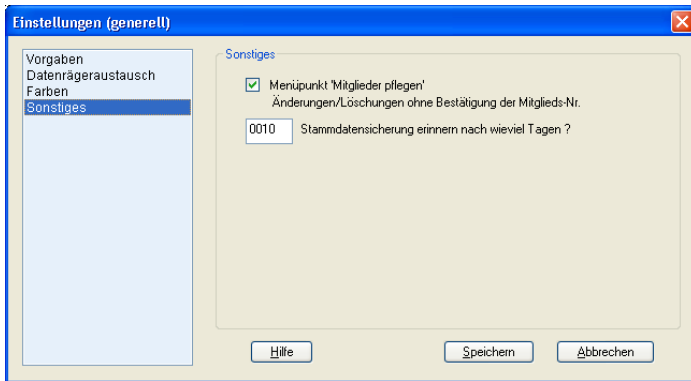 Einstellungen (generell)
Vorgaben
Datenrägeraustausch
Farben
Sonstiges
Sonstiges
Menüpunkt 'Mitglieder pflegen'
Änderungen/Löschungen ohne Bestätigung der Mitglieds-Nr.
0010 Stammdatensicherung erinnern nach wieviel Tagen ?
Hilfe Speichern Abbrechen